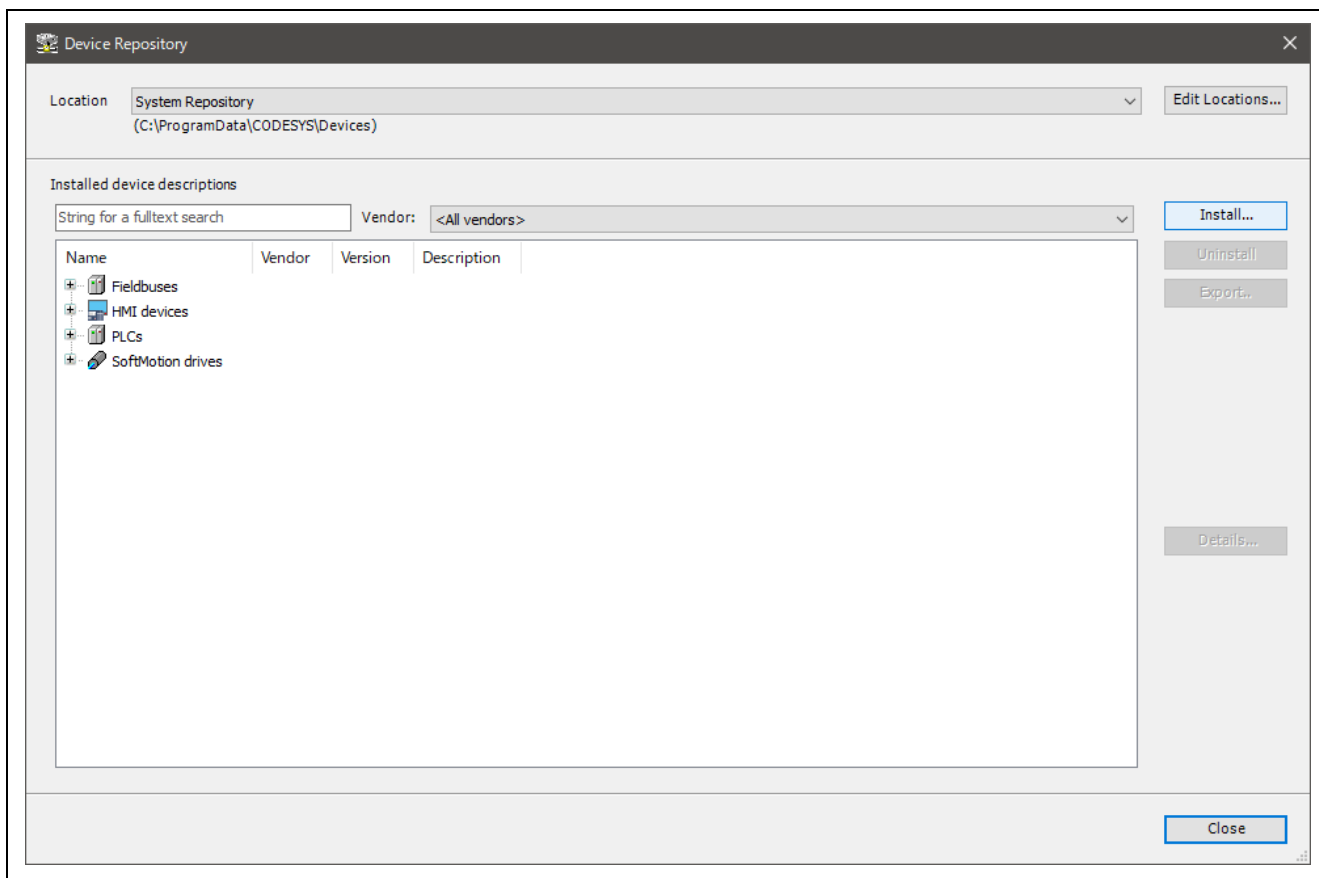 Device Repository
Location System Repository Edit Locations...
(C:\ProgramData\CODESYS\Devices)
Installed device descriptions
String for a fulltext search Vendor: <All vendors> Install...
Name Vendor Version Description Uninstall
Fieldbuses Export..
HMI devices
PLCs
SoftMotion drives
Details...
Close